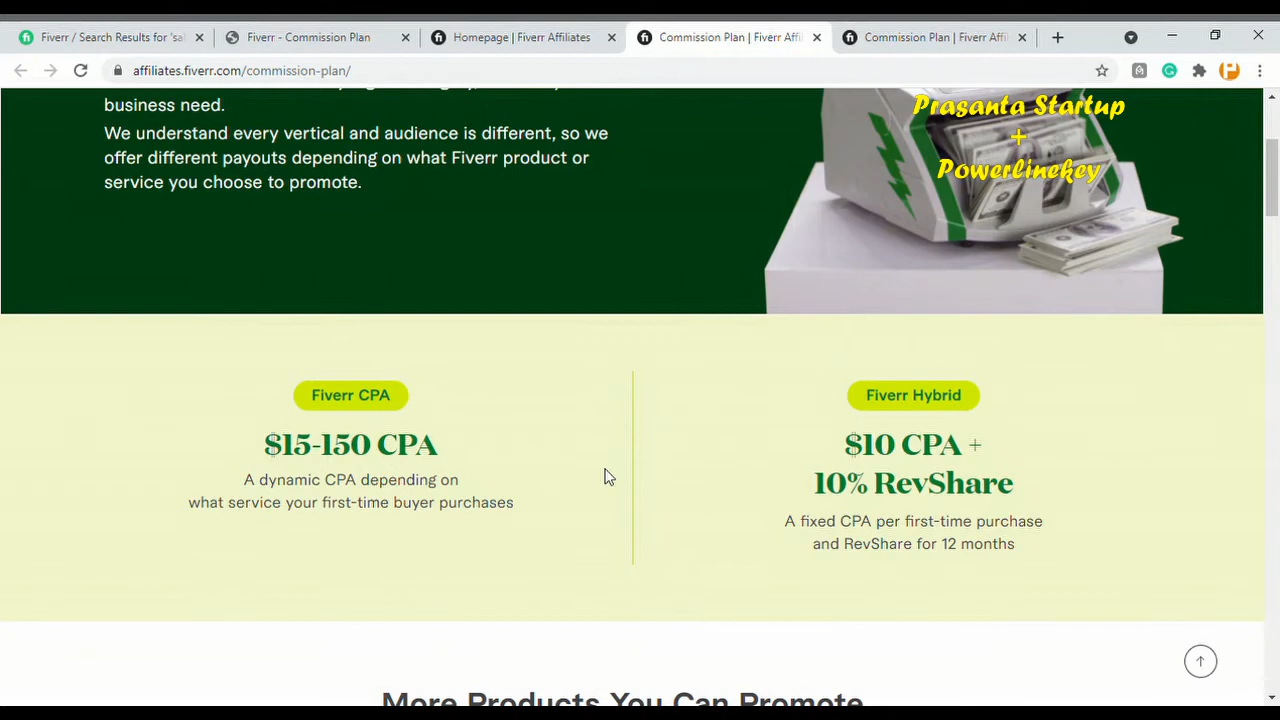 Fiverr / Search Results for 'sal
Fiverr - Commission Plan
Homepage | Fiverr Affiliates
Commission Plan | Fiverr Affil
Commission Plan | Fiverr Affil
affiliates.fiverr.com/commission-plan/
business need.
We understand every vertical and audience is different, so we
offer different payouts depending on what Fiverr product or
service you choose to promote.
Prasanta Startup
+
Powerlinekey
Fiverr CPA
$15-150 CPA
A dynamic CPA depending on
what service your first-time buyer purchases
Fiverr Hybrid
$10 CPA +
10% RevShare
A fixed CPA per first-time purchase
and RevShare for 12 months
More Products You Can Promote